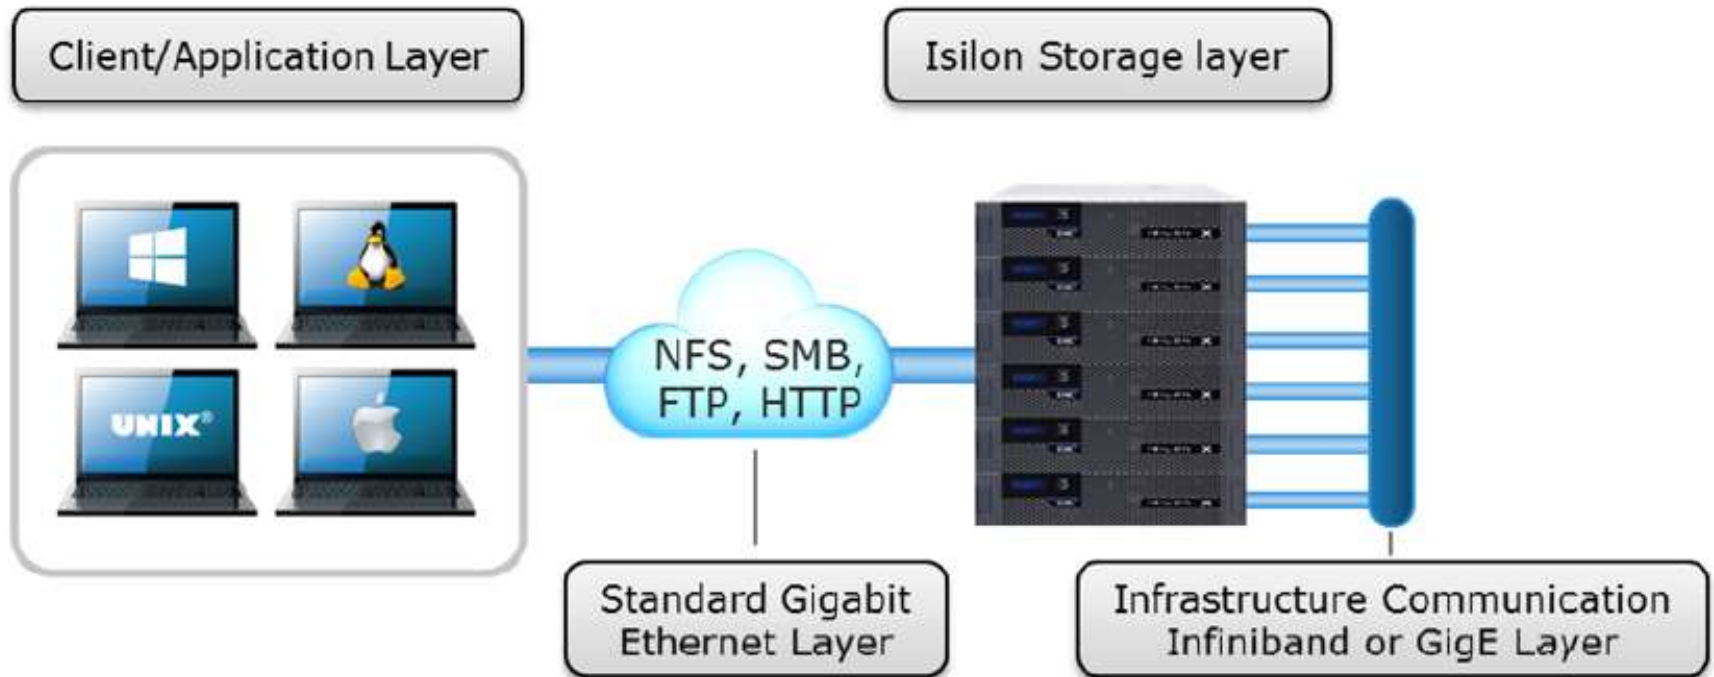 Client/Application Layer
Isilon Storage layer
UNIX®
NFS, SMB,
FTP, HTTP
Standard Gigabit
Ethernet Layer
Infrastructure Communication
Infiniband or GigE Layer